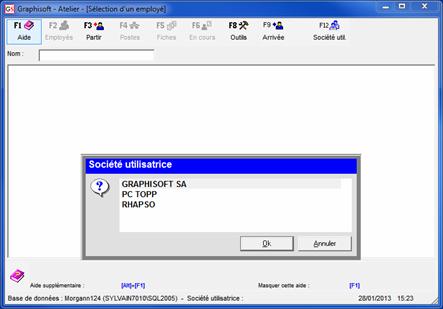 GS Graphisoft - Atelier - [Sélection d'un employé]
F1 F2 F3 F4 F5 F6 F8 F9 F12
Aide Employés Partir Postes Fiches En cours Outils Arrivée Société util.
Nom :
Société utilisatrice
GRAPHISOFT SA
PC TOPP
RHAPSO
Ok Annuler
Aide supplémentaire : [Alt]+[F1] Masquer cette aide : [F1]
Base de données : Morgann124 (SYLVAIN7010\SQL2005) - Société utilisatrice : 28/01/2013 15:23